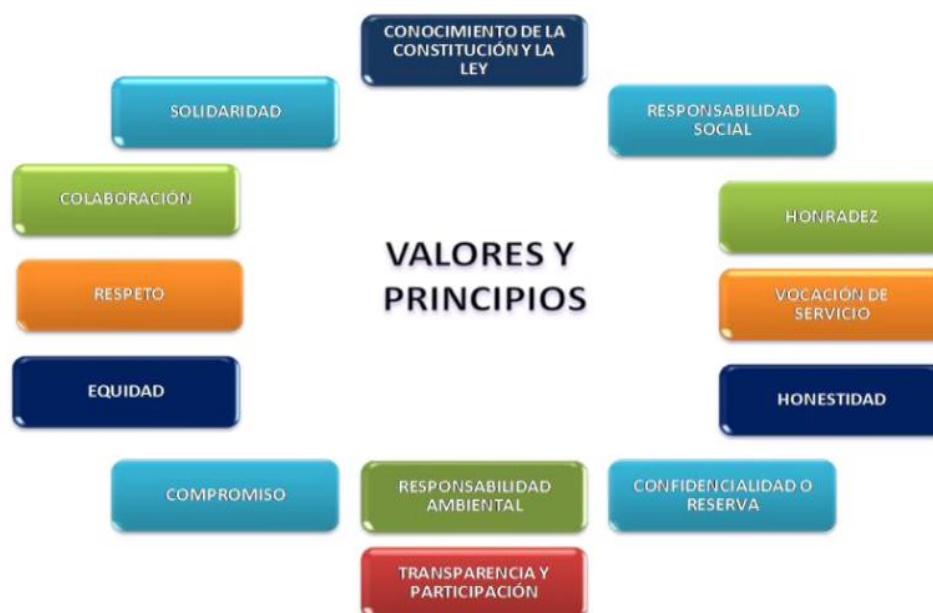 CONOCIMIENTO DE LA
CONSTITUCIÓN Y LA
LEY
SOLIDARIDAD
RESPONSABILIDAD
SOCIAL
COLABORACIÓN
HONRADEZ
VALORES Y
PRINCIPIOS
RESPETO
VOCACIÓN DE
SERVICIO
EQUIDAD
HONESTIDAD
COMPROMISO
RESPONSABILIDAD
AMBIENTAL
CONFIDENCIALIDAD O
RESERVA
TRANSPARENCIA Y
PARTICIPACIÓN